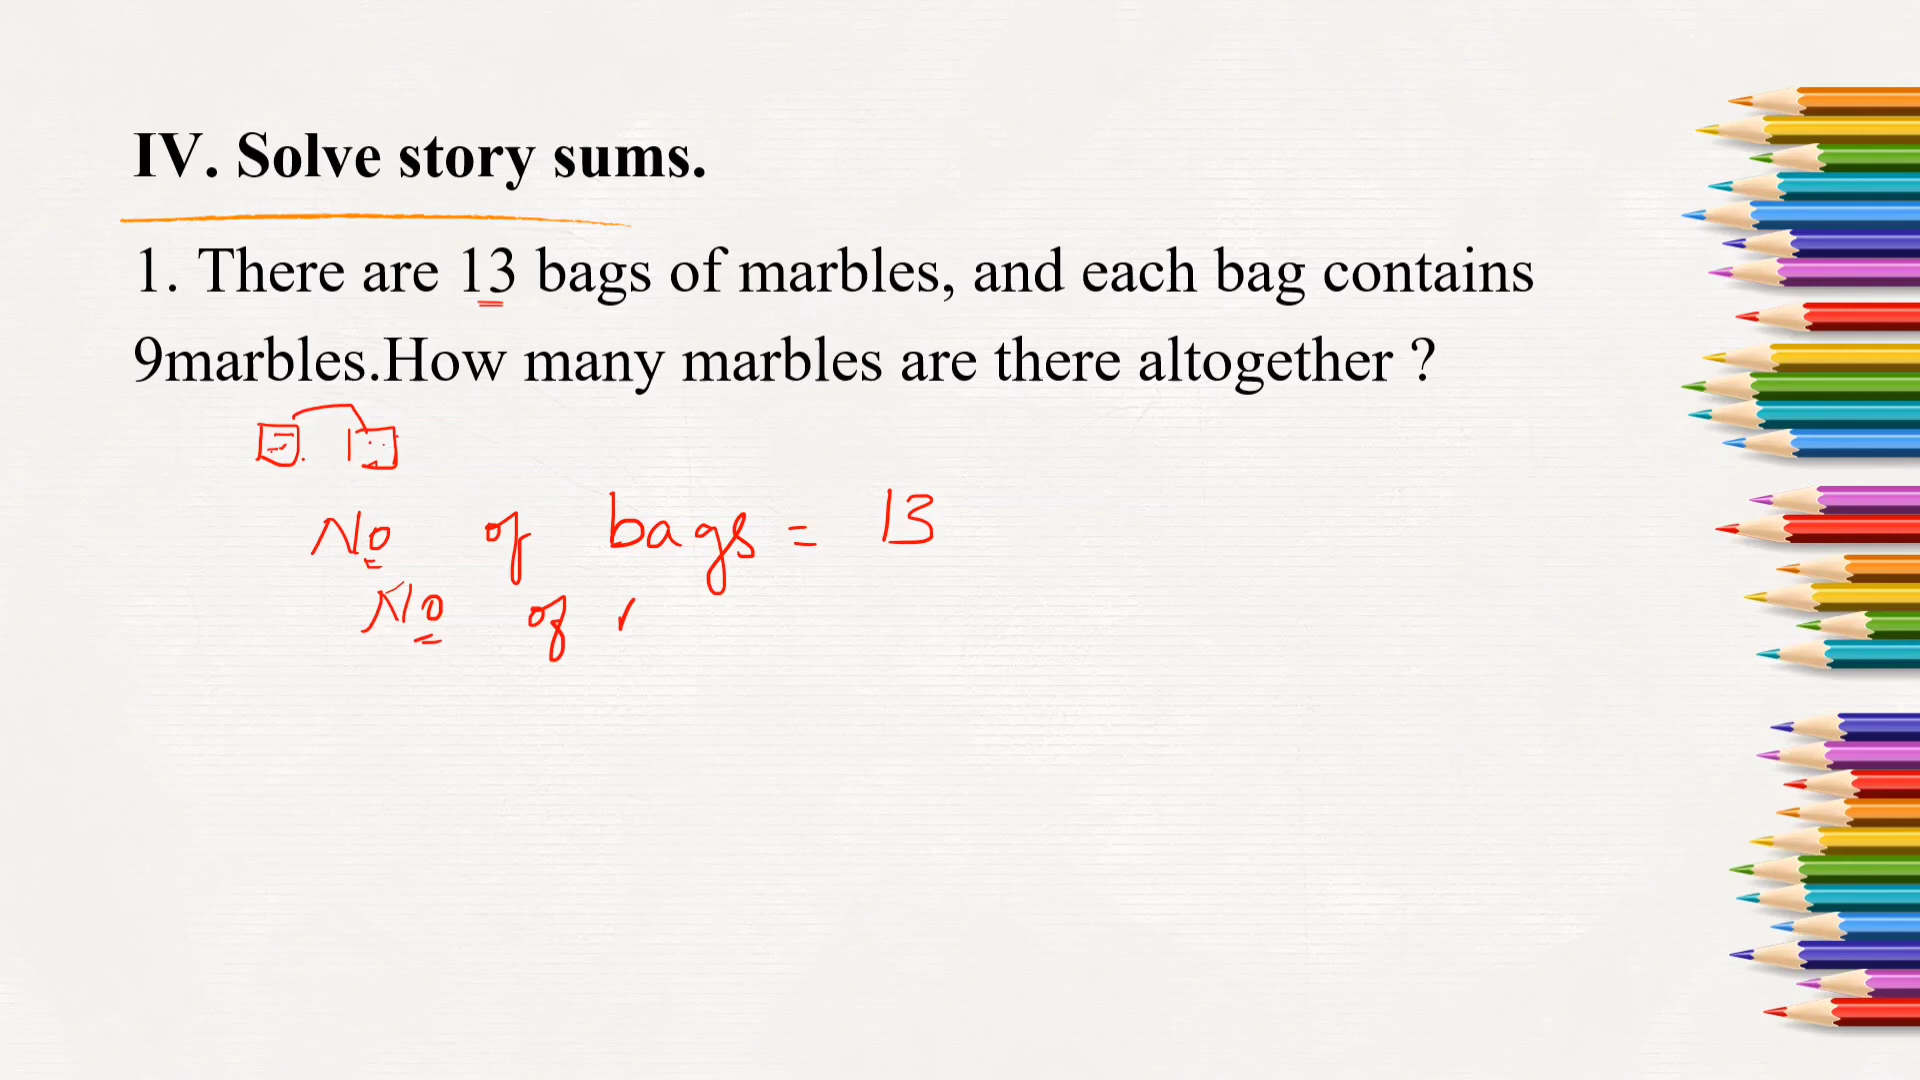 IV. Solve story sums.
1. There are 13 bags of marbles, and each bag contains
9marbles.How many marbles are there altogether ?
No of bags = 13
No of